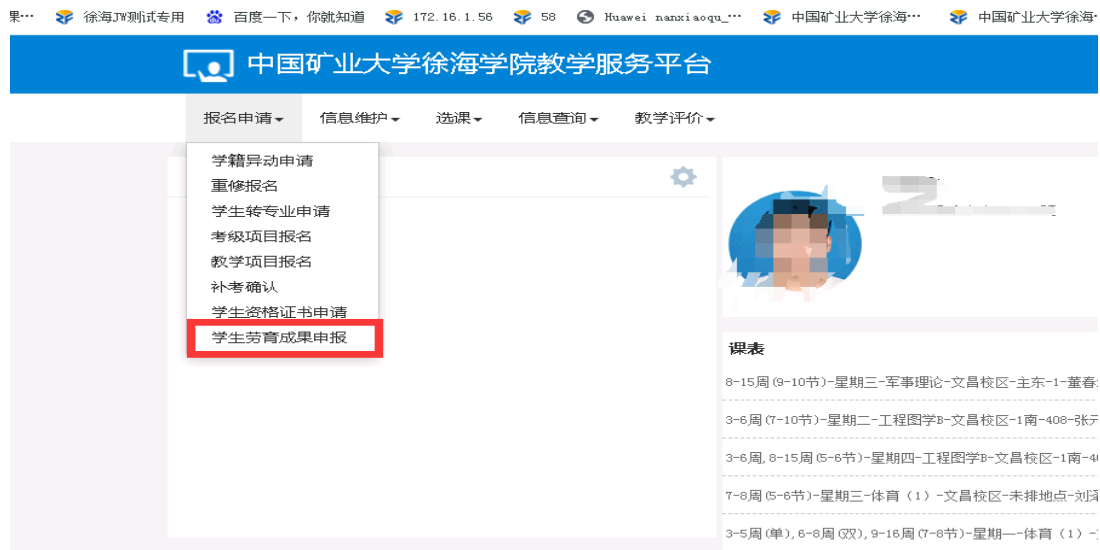 果… 徐海JW测试专用 百度一下，你就知道 172.16.1.56 58 Huawei nanxiaoqu_… 中国矿业大学徐海… 中国矿业大学徐海…
中国矿业大学徐海学院教学服务平台
报名申请 信息维护 选课 信息查询 教学评价
学籍异动申请
重修报名
学生转专业申请
考级项目报名
教学项目报名
补考确认
学生资格证书申请
学生劳育成果申报
课表
8-15周(9-10节)-星期三-军事理论-文昌校区-主东-1-董春
3-6周(7-10节)-星期二-工程图学B-文昌校区-1南-408-张元
3-6周,8-15周(5-6节)-星期四-工程图学B-文昌校区-1南-4
7-8周(5-6节)-星期三-体育（1）-文昌校区-未排地点-刘泽
3-5周(单),6-8周(双),9-16周(7-8节)-星期一-体育（1）-